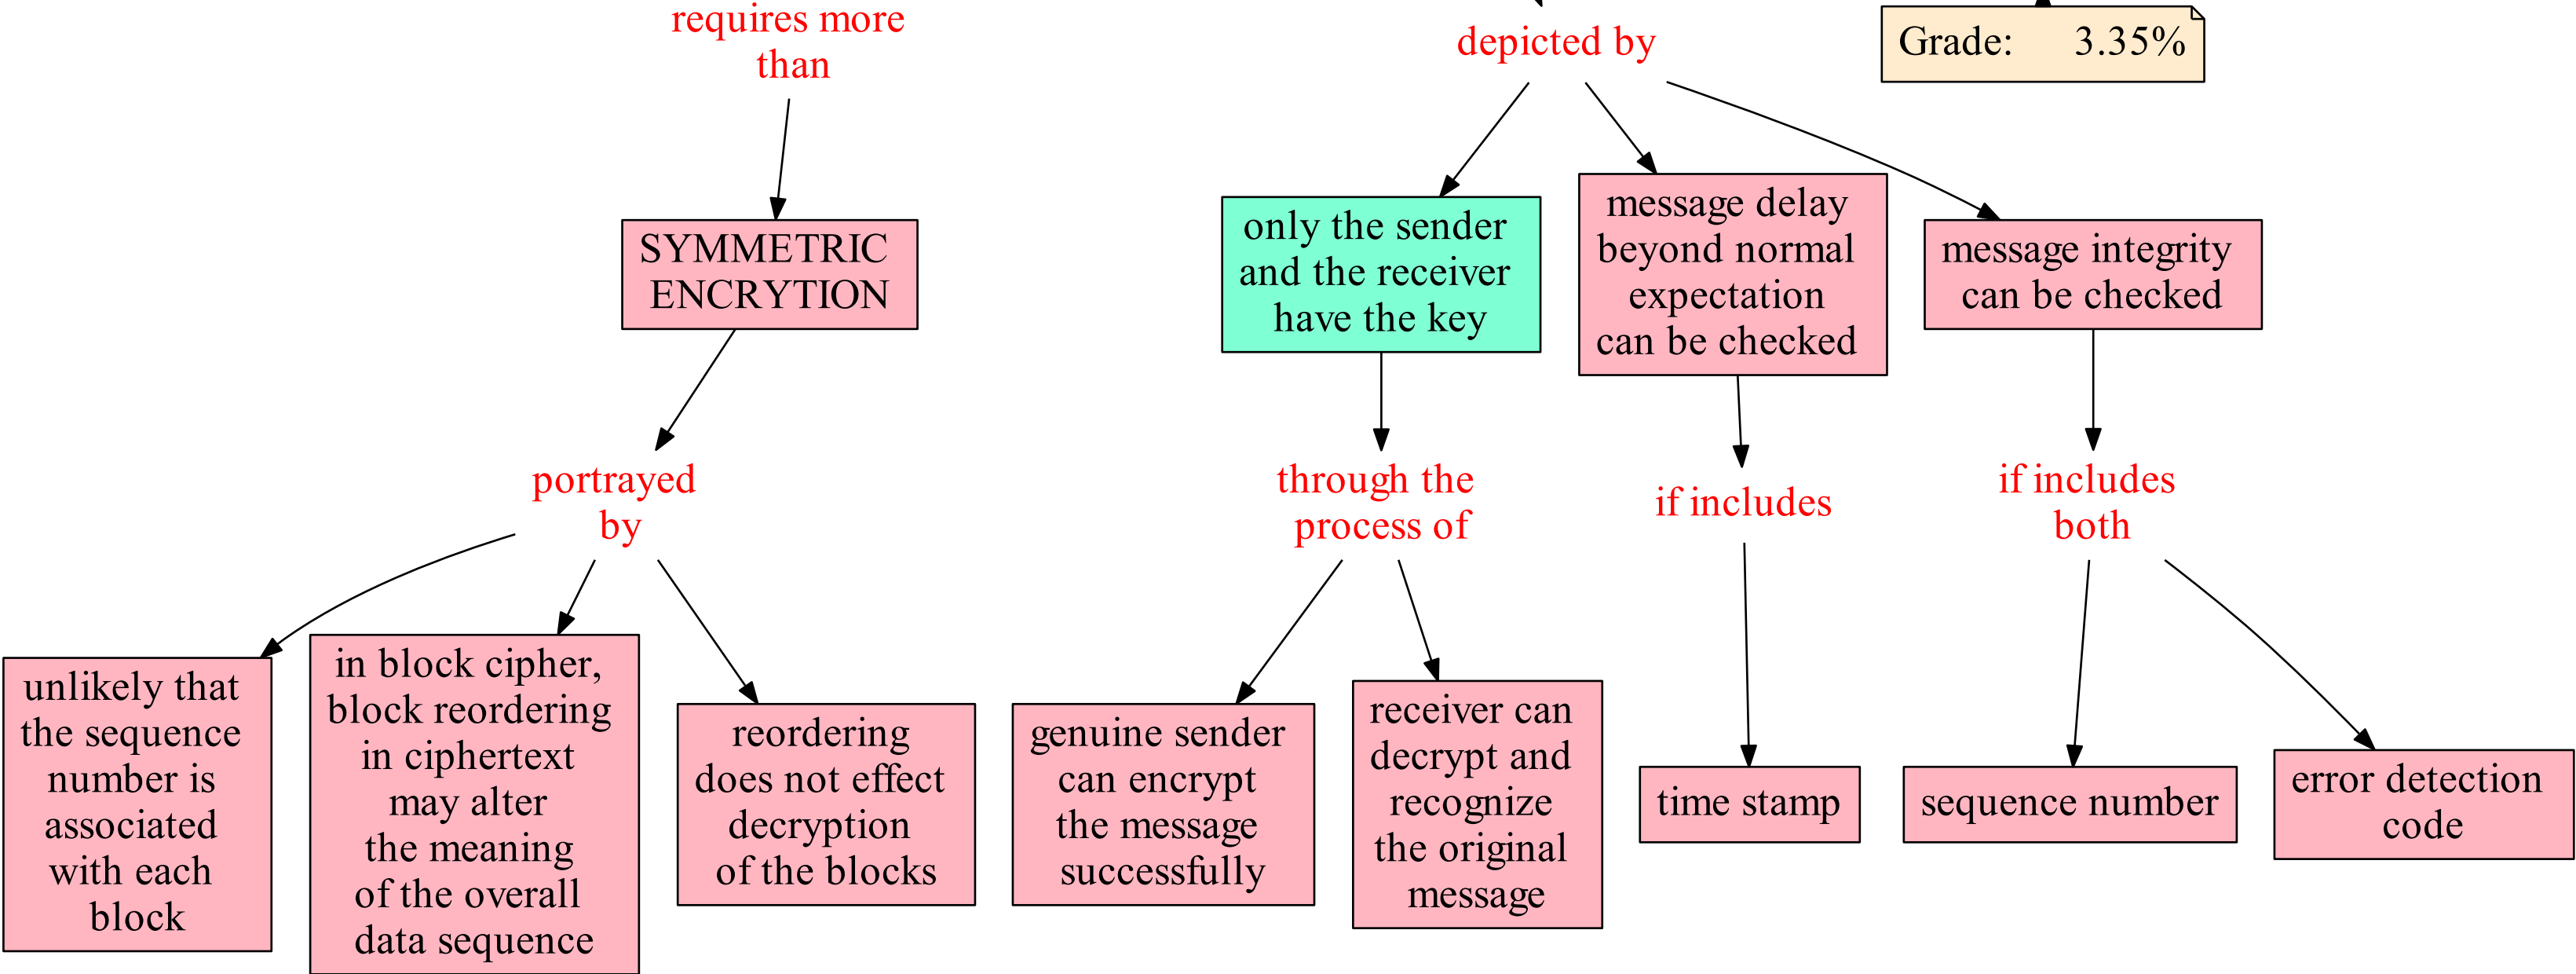 requires more
than
depicted by
Grade: 3.35%
SYMMETRIC
ENCRYTION
only the sender
and the receiver
have the key
message delay
beyond normal
expectation
can be checked
message integrity
can be checked
portrayed
by
through the
process of
if includes
if includes
both
unlikely that
the sequence
number is
associated
with each
block
in block cipher,
block reordering
in ciphertext
may alter
the meaning
of the overall
data sequence
reordering
does not effect
decryption
of the blocks
genuine sender
can encrypt
the message
successfully
receiver can
decrypt and
recognize
the original
message
time stamp
sequence number
error detection
code